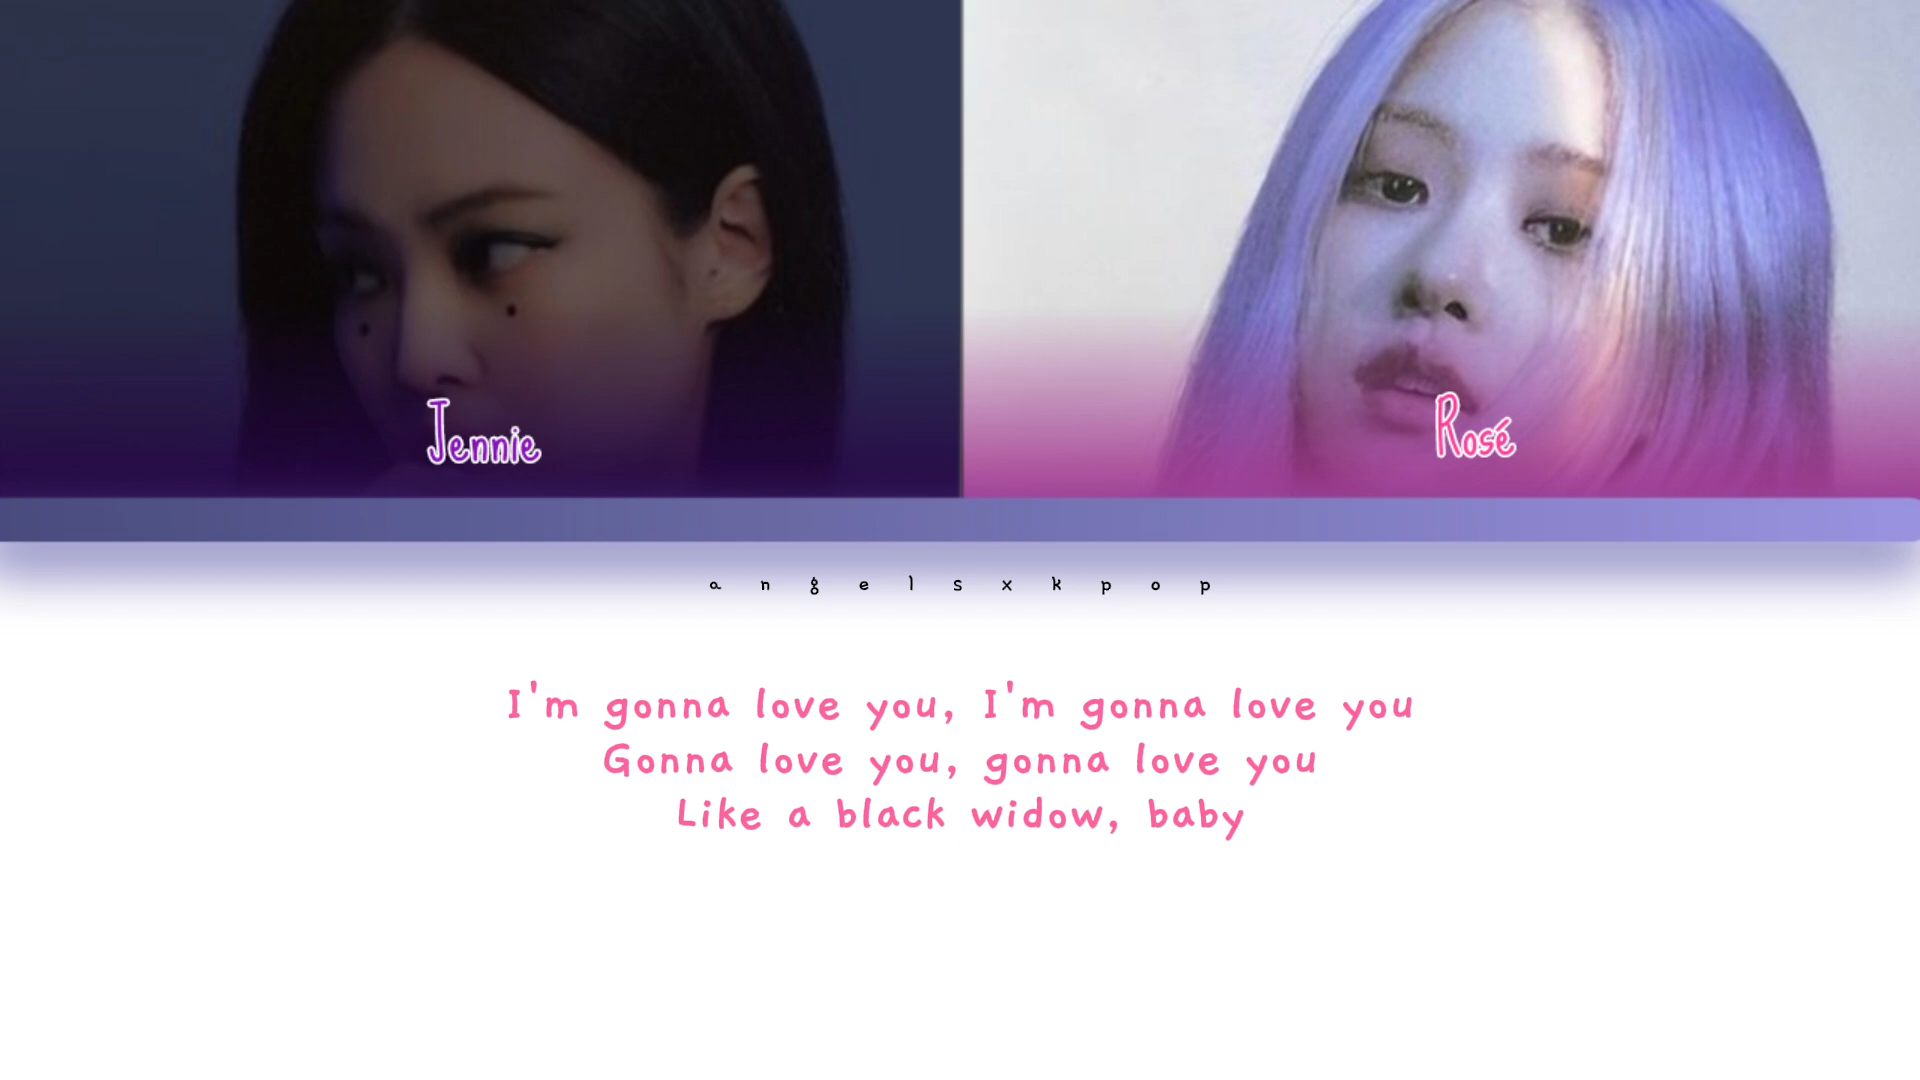 Jennie
Rosé
angelsxkpop
I'm gonna love you, I'm gonna love you
Gonna love you, gonna love you
Like a black widow, baby